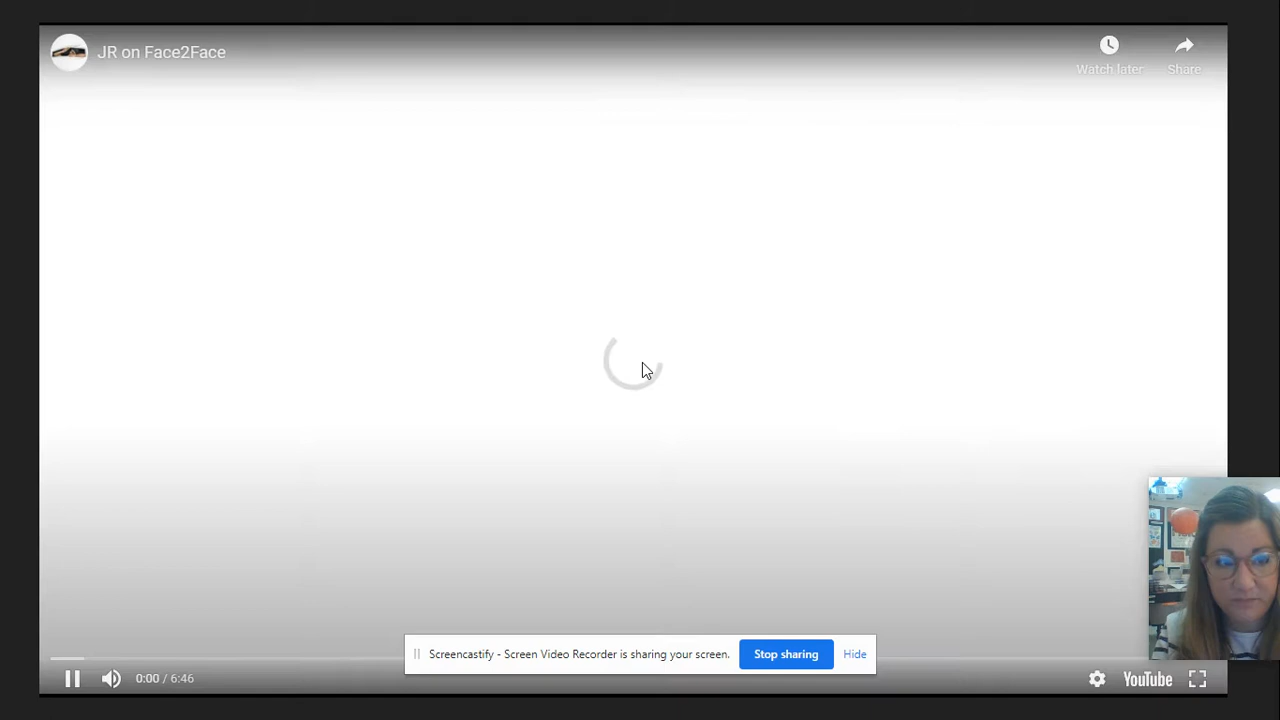 JR on Face2Face
Watch later
Share
Screencastify - Screen Video Recorder is sharing your screen.
Stop sharing
Hide
0:00 / 6:46
YouTube